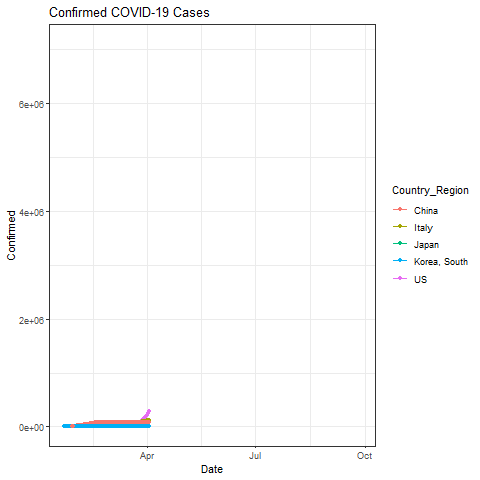 Confirmed COVID-19 Cases
Confirmed
6e+06
4e+06
2e+06
0e+00
Apr
Jul
Oct
Date
Country_Region
China
Italy
Japan
Korea, South
US